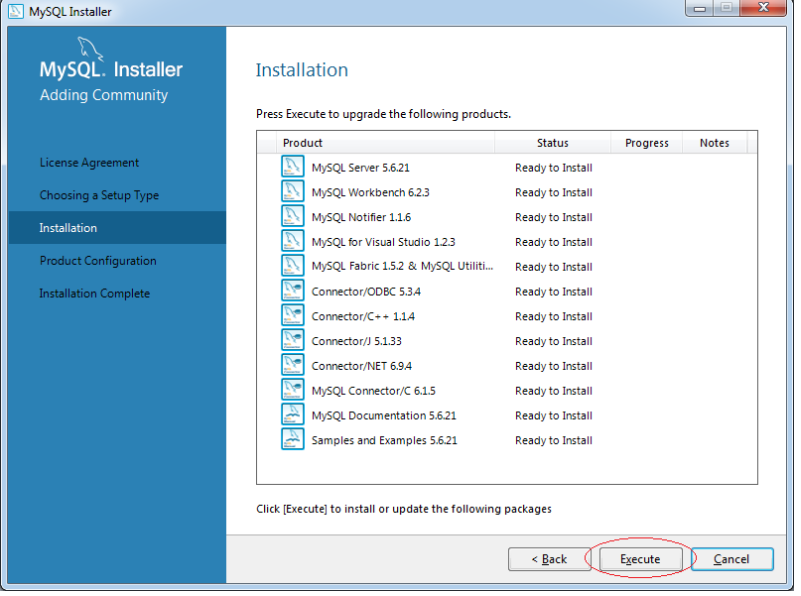 MySQL Installer
MySQL. Installer
Adding Community
License Agreement
Choosing a Setup Type
Installation
Product Configuration
Installation Complete
Installation
Press Execute to upgrade the following products.
Product Status Progress Notes
MySQL Server 5.6.21 Ready to Install
MySQL Workbench 6.2.3 Ready to Install
MySQL Notifier 1.1.6 Ready to Install
MySQL for Visual Studio 1.2.3 Ready to Install
MySQL Fabric 1.5.2 & MySQL Utiliti... Ready to Install
Connector/ODBC 5.3.4 Ready to Install
Connector/C++ 1.1.4 Ready to Install
Connector/J 5.1.33 Ready to Install
Connector/NET 6.9.4 Ready to Install
MySQL Connector/C 6.1.5 Ready to Install
MySQL Documentation 5.6.21 Ready to Install
Samples and Examples 5.6.21 Ready to Install
Click [Execute] to install or update the following packages
< Back Execute Cancel